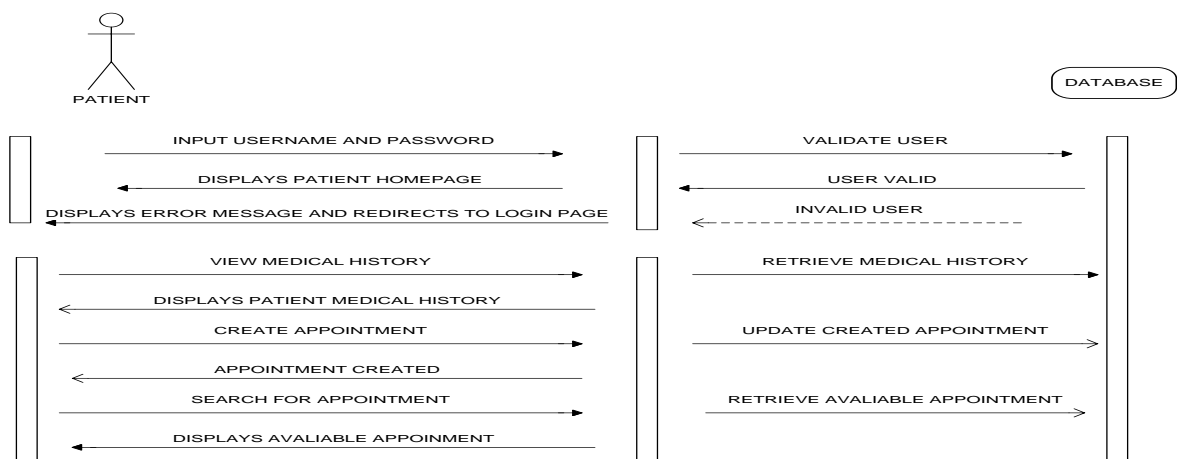 PATIENT
DATABASE
INPUT USERNAME AND PASSWORD
VALIDATE USER
DISPLAYS PATIENT HOMEPAGE
USER VALID
DISPLAYS ERROR MESSAGE AND REDIRECTS TO LOGIN PAGE
INVALID USER
VIEW MEDICAL HISTORY
RETRIEVE MEDICAL HISTORY
DISPLAYS PATIENT MEDICAL HISTORY
CREATE APPOINTMENT
UPDATE CREATED APPOINTMENT
APPOINTMENT CREATED
SEARCH FOR APPOINTMENT
RETRIEVE AVALIABLE APPOINTMENT
DISPLAYS AVALIABLE APPOINMENT